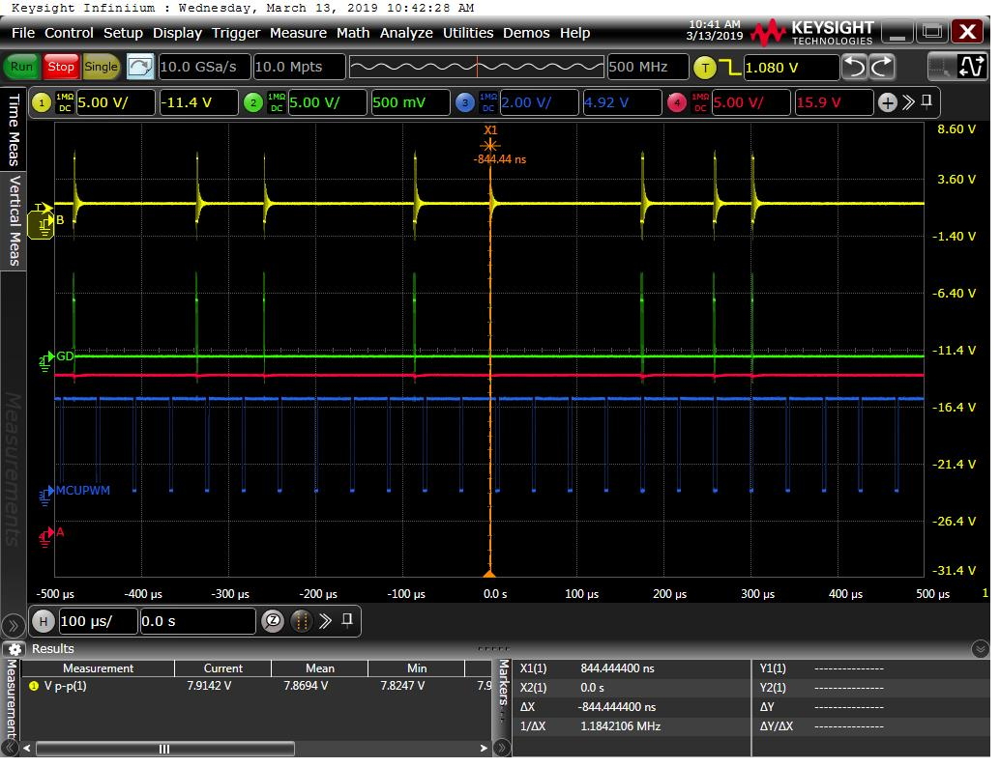 Keysight Infiniium : Wednesday, March 13, 2019 10:42:28 AM
File Control Setup Display Trigger Measure Math Analyze Utilities Demos Help
10:41 AM
3/13/2019
KEYSIGHT
TECHNOLOGIES
Run Stop Single 10.0 GSa/s 10.0 Mpts 500 MHz T 1.080 V
1 1MΩ DC 5.00 V/ -11.4 V 2 1MΩ DC 5.00 V/ 500 mV 3 1MΩ DC 2.00 V/ 4.92 V 4 1MΩ DC 5.00 V/ 15.9 V
Time Meas
Vertical Meas
Measurements
X1
-844.44 ns
8.60 V
3.60 V
T
1 B
-1.40 V
-6.40 V
-11.4 V
2 GD
-16.4 V
-21.4 V
3 MCUPWM
-26.4 V
4 A
-31.4 V
-500 µs -400 µs -300 µs -200 µs -100 µs 0.0 s 100 µs 200 µs 300 µs 400 µs 500 µs 1
H 100 µs/ 0.0 s Z
Results
Measurements
Measurement Current Mean Min
1 V p-p(1) 7.9142 V 7.8694 V 7.8247 V 7.9
Markers
X1(1) 844.444400 ns Y1(1) ---------------
X2(1) 0.0 s Y2(1) ---------------
ΔX -844.444400 ns ΔY ---------------
1/ΔX 1.1842106 MHz ΔY/ΔX ---------------